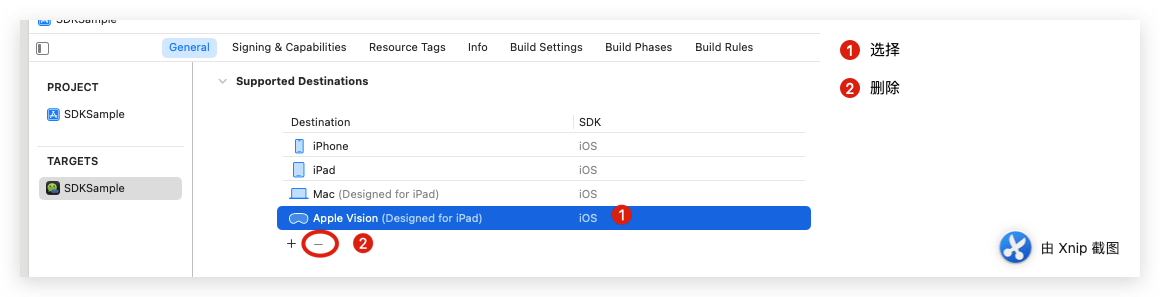 SDKSample
General Signing & Capabilities Resource Tags Info Build Settings Build Phases Build Rules
1 选择
2 删除
PROJECT
SDKSample
TARGETS
SDKSample
Supported Destinations
Destination SDK
iPhone iOS
iPad iOS
Mac (Designed for iPad) iOS
Apple Vision (Designed for iPad) iOS 1
+ − 2
由 Xnip 截图